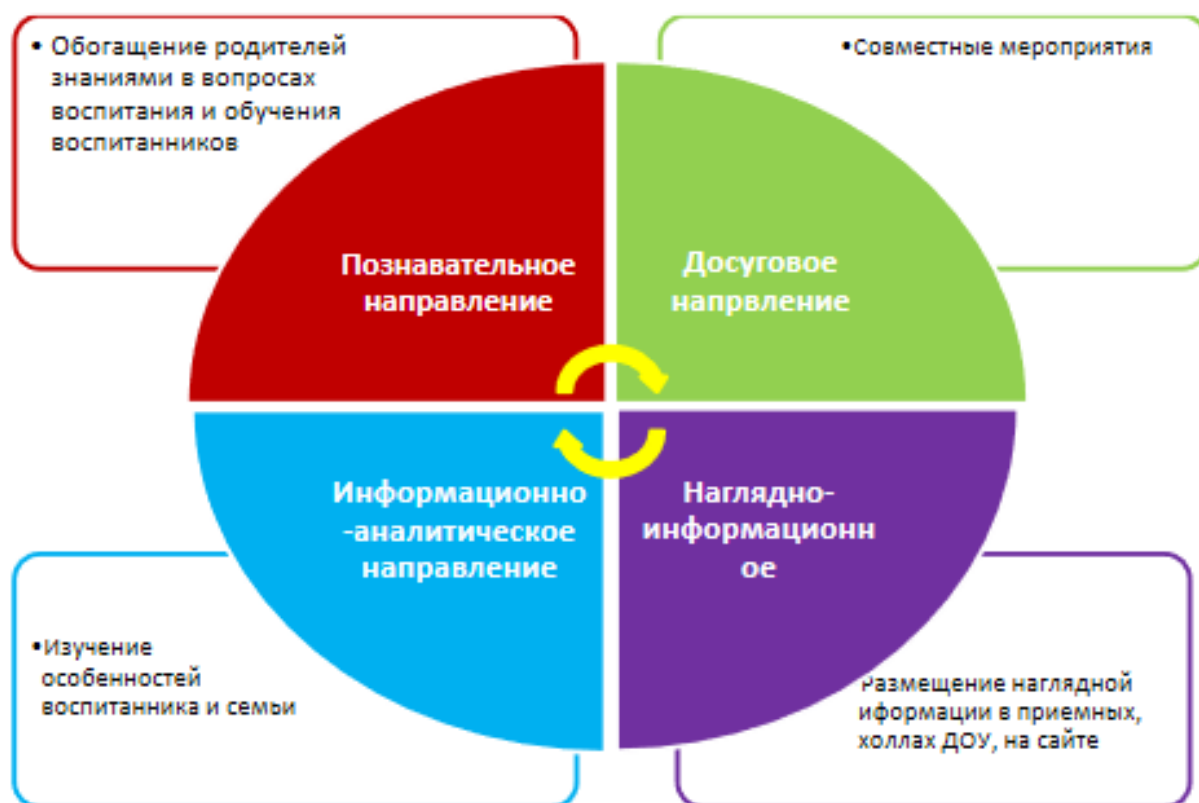 • Обогащение родителей
знаниями в вопросах
воспитания и обучения
воспитанников
•Совместные мероприятия
Познавательное
направление
Досуговое
напрвление
Информационно
-аналитическое
направление
Наглядно-
информационн
ое
•Изучение
особенностей
воспитанника и семьи
Размещение наглядной
иформации в приемных,
холлах ДОУ, на сайте